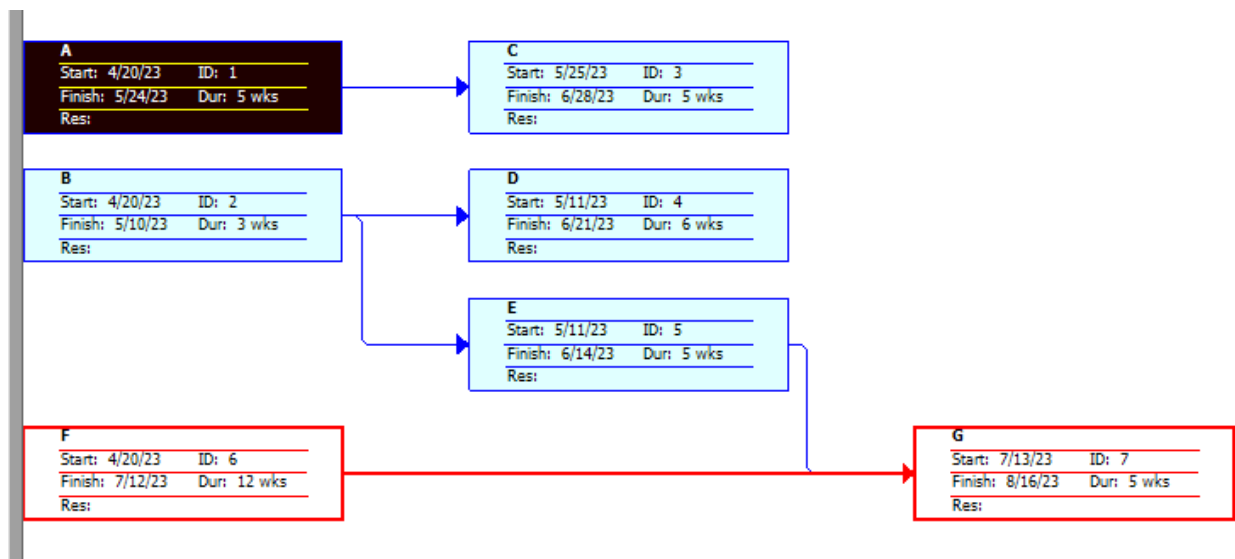 A
Start: 4/20/23 ID: 1
Finish: 5/24/23 Dur: 5 wks
Res:
C
Start: 5/25/23 ID: 3
Finish: 6/28/23 Dur: 5 wks
Res:
B
Start: 4/20/23 ID: 2
Finish: 5/10/23 Dur: 3 wks
Res:
D
Start: 5/11/23 ID: 4
Finish: 6/21/23 Dur: 6 wks
Res:
E
Start: 5/11/23 ID: 5
Finish: 6/14/23 Dur: 5 wks
Res:
F
Start: 4/20/23 ID: 6
Finish: 7/12/23 Dur: 12 wks
Res:
G
Start: 7/13/23 ID: 7
Finish: 8/16/23 Dur: 5 wks
Res: